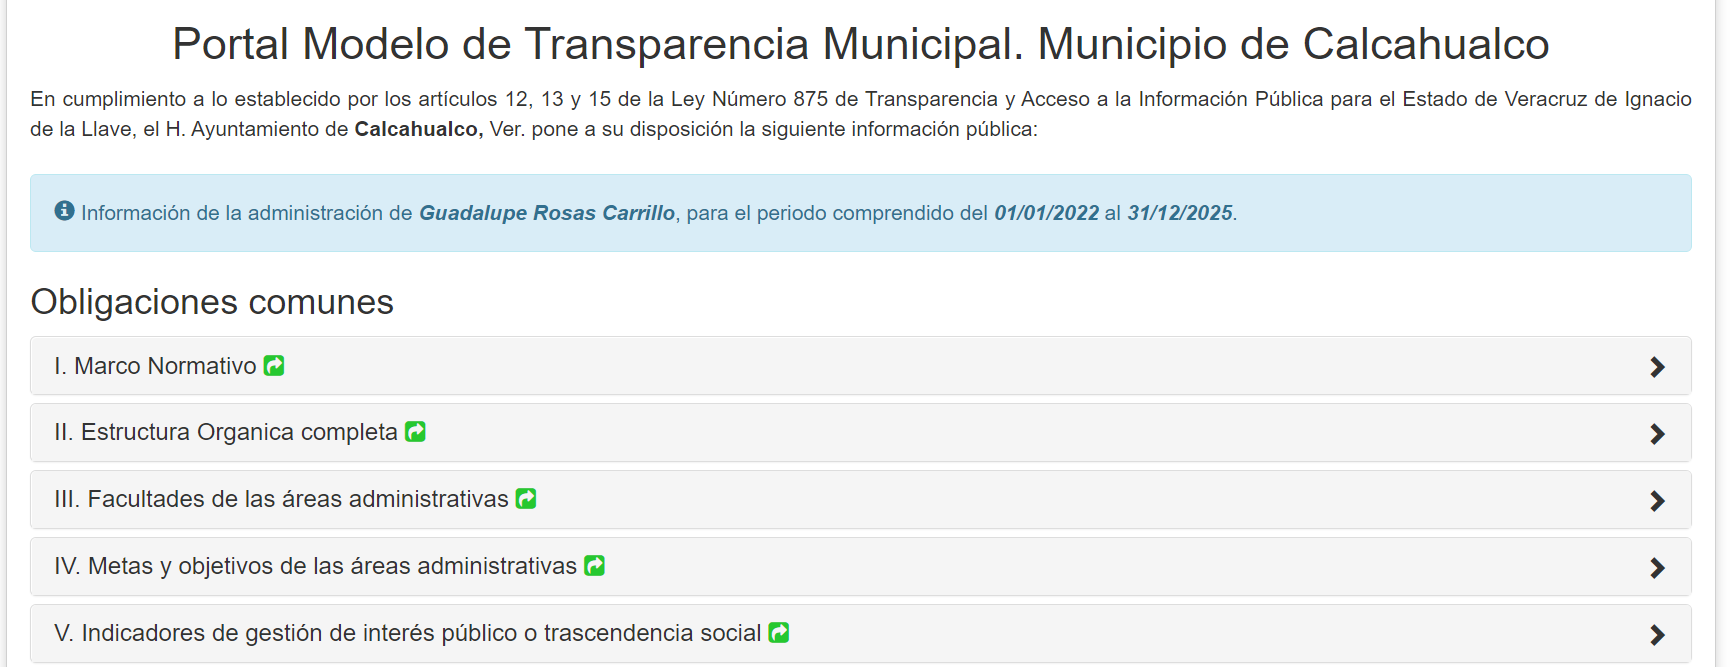 Portal Modelo de Transparencia Municipal. Municipio de Calcahualco
En cumplimiento a lo establecido por los artículos 12, 13 y 15 de la Ley Número 875 de Transparencia y Acceso a la Información Pública para el Estado de Veracruz de Ignacio
de la Llave, el H. Ayuntamiento de Calcahualco, Ver. pone a su disposición la siguiente información pública:
Información de la administración de Guadalupe Rosas Carrillo, para el periodo comprendido del 01/01/2022 al 31/12/2025.
Obligaciones comunes
I. Marco Normativo
II. Estructura Organica completa
III. Facultades de las áreas administrativas
IV. Metas y objetivos de las áreas administrativas
V. Indicadores de gestión de interés público o trascendencia social